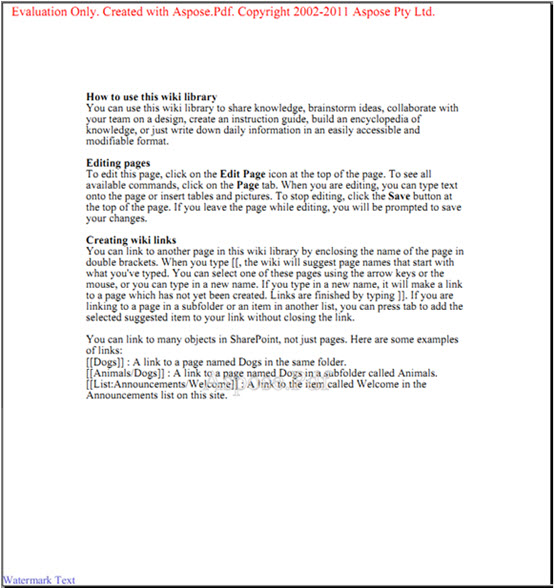 Evaluation Only. Created with Aspose.Pdf. Copyright 2002-2011 Aspose Pty Ltd.
How to use this wiki library
You can use this wiki library to share knowledge, brainstorm ideas, collaborate with
your team on a design, create an instruction guide, build an encyclopedia of
knowledge, or just write down daily information in an easily accessible and
modifiable format.
Editing pages
To edit this page, click on the Edit Page icon at the top of the page. To see all
available commands, click on the Page tab. When you are editing, you can type text
onto the page or insert tables and pictures. To stop editing, click the Save button at
the top of the page. If you leave the page while editing, you will be prompted to save
your changes.
Creating wiki links
You can link to another page in this wiki library by enclosing the name of the page in
double brackets. When you type [[, the wiki will suggest page names that start with
what you've typed. You can select one of these pages using the arrow keys or the
mouse, or you can type in a new name. If you type in a new name, it will make a link
to a page which has not yet been created. Links are finished by typing ]]. If you are
linking to a page in a subfolder or an item in another list, you can press tab to add the
selected suggested item to your link without closing the link.
You can link to many objects in SharePoint, not just pages. Here are some examples
of links:
[[Dogs]] : A link to a page named Dogs in the same folder.
[[Animals/Dogs]] : A link to a page named Dogs in a subfolder called Animals.
[[List:Announcements/Welcome]] : A link to the item called Welcome in the
Announcements list on this site.
Aspose.Pdf
Watermark Text